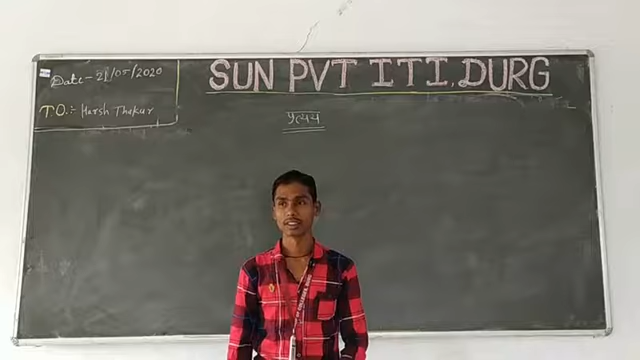 Date - 21/05/2020
SUN PVT ITI, DURG
T.O. :- Harsh Thakur
प्रत्यय